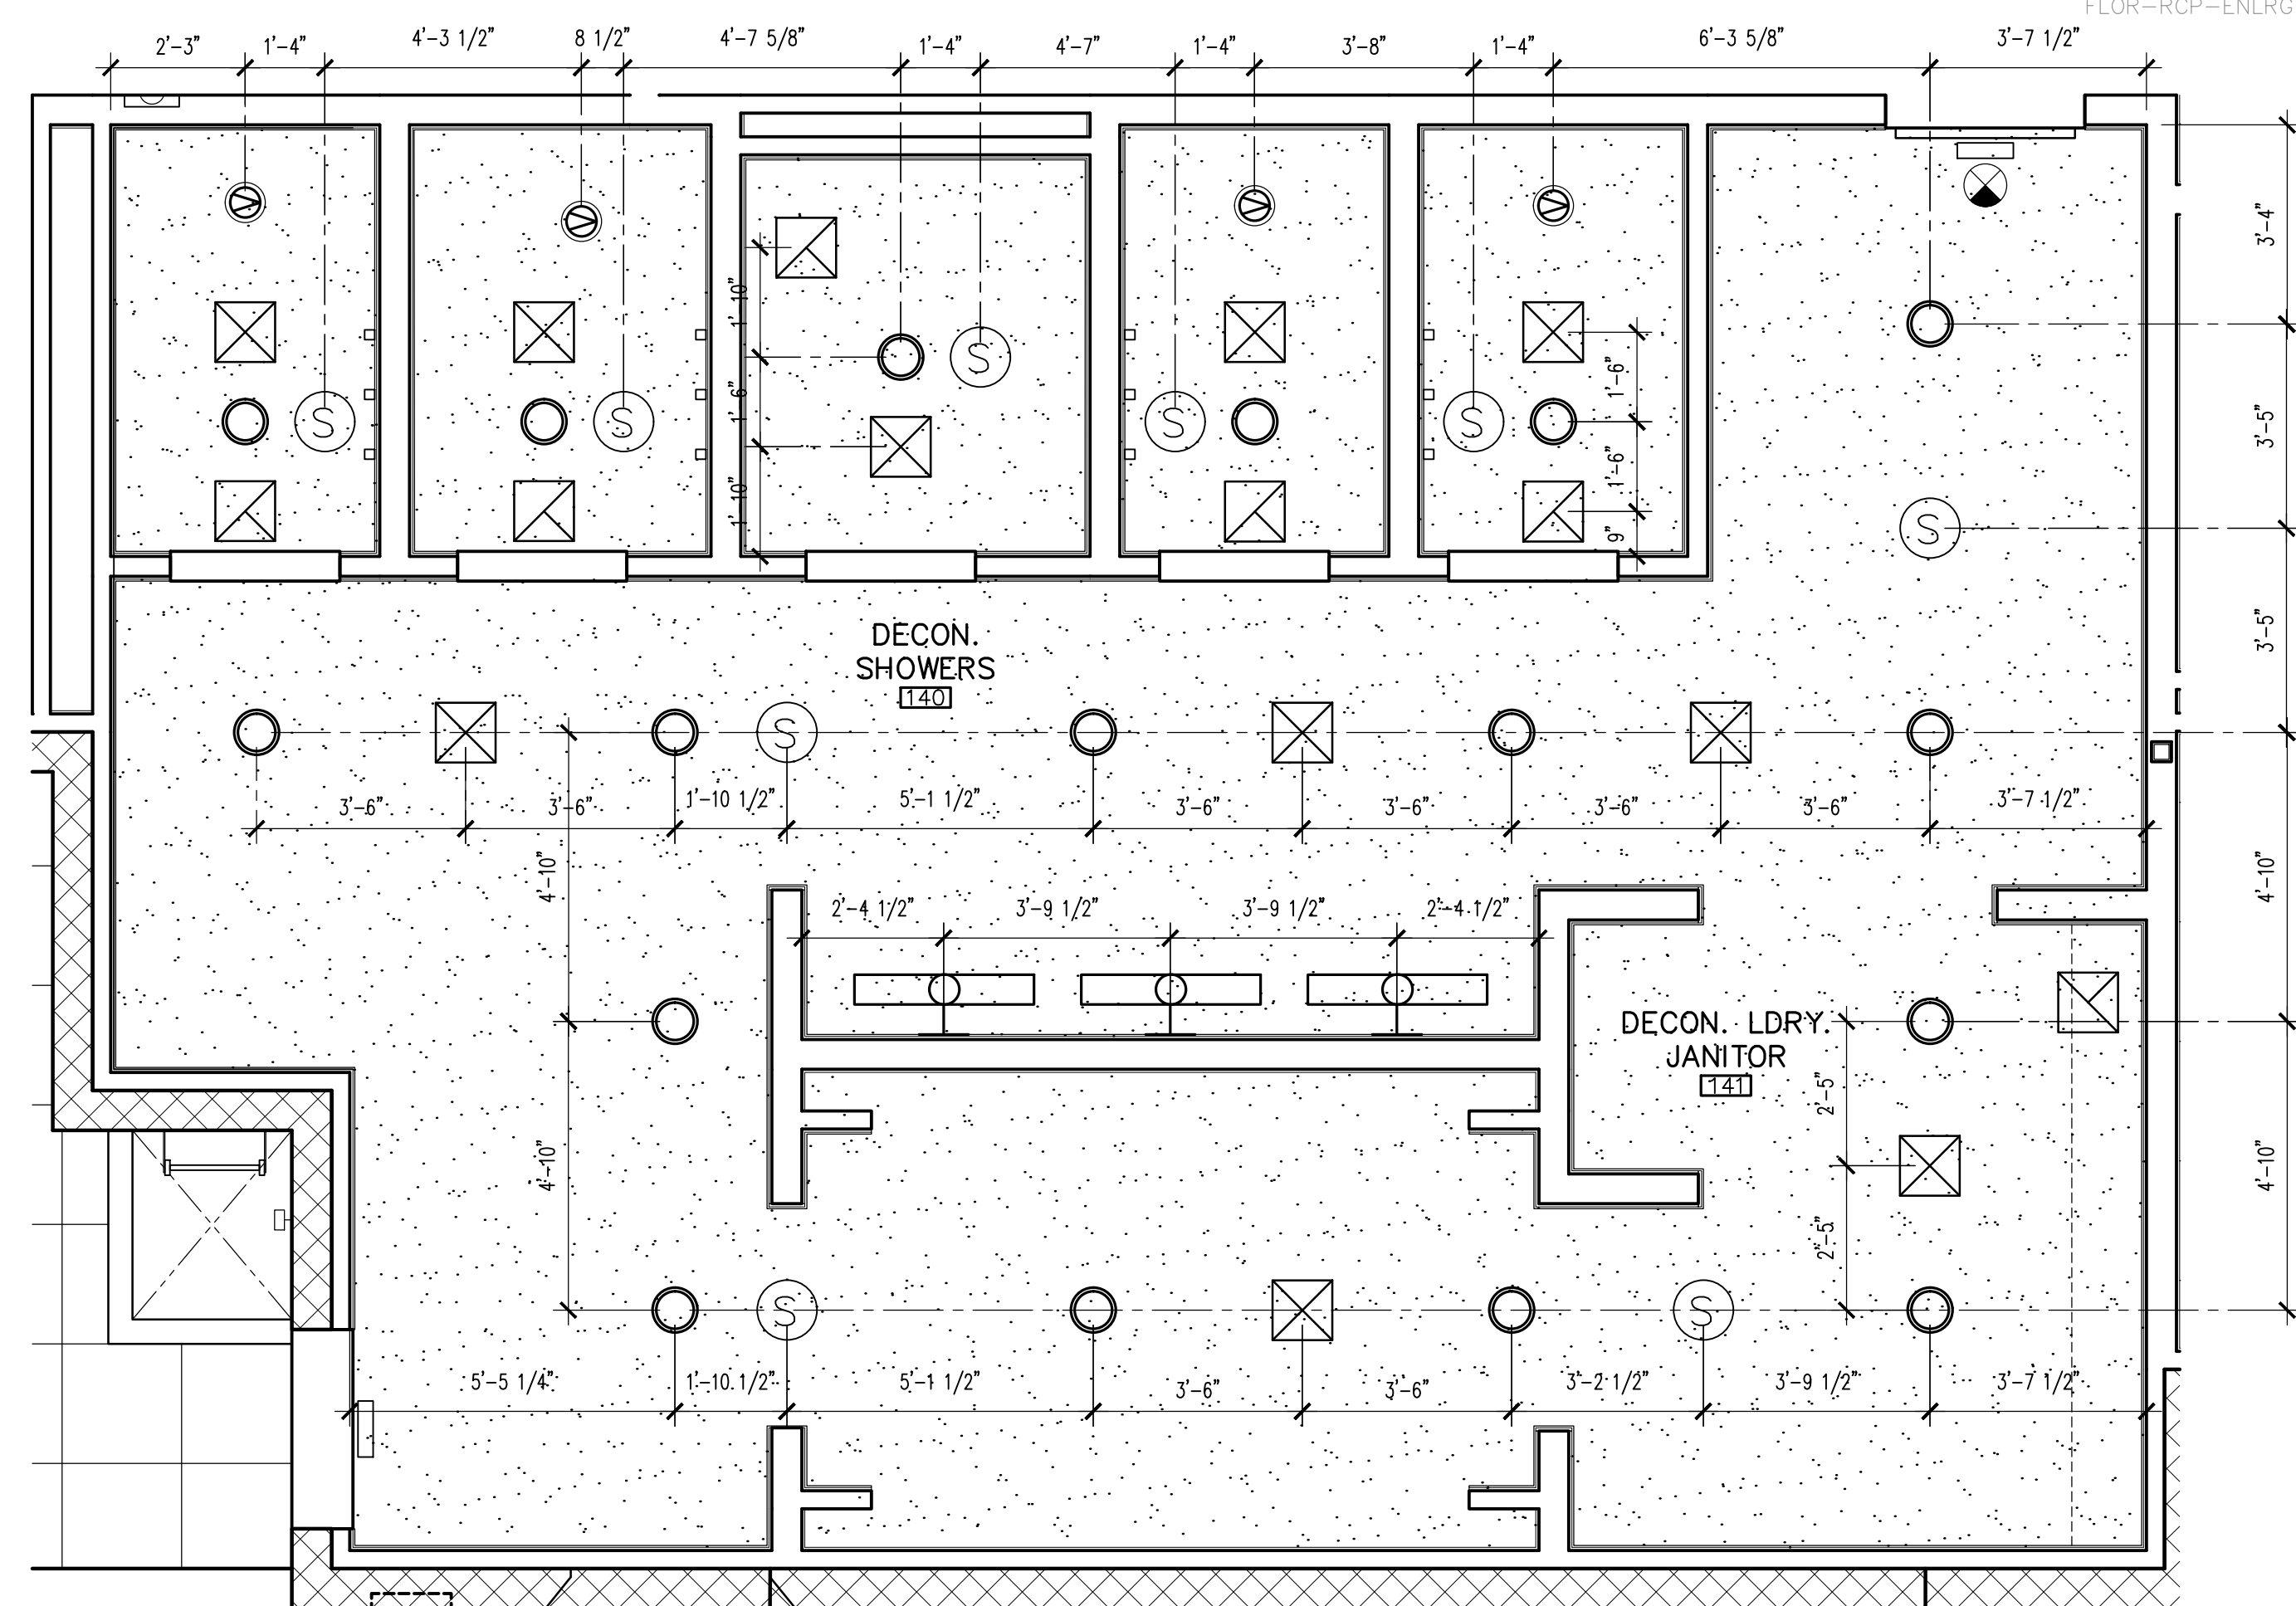 FLOR-RCP-ENLRG
2'-3" 1'-4" 4'-3 1/2" 8 1/2" 4'-7 5/8" 1'-4" 4'-7" 1'-4" 3'-8" 1'-4" 6'-3 5/8" 3'-7 1/2"
3'-4"
1'-10"
1'-6"
1'-10"
S S S S S
1'-6"
1'-6"
9"
3'-5"
S
3'-5"
DECON.
SHOWERS
140
S
3'-6" 3'-6" 1'-10 1/2" 5'-1 1/2" 3'-6" 3'-6" 3'-6" 3'-6" 3'-7 1/2"
4'-10"
4'-10"
2'-4 1/2" 3'-9 1/2" 3'-9 1/2" 2'-4 1/2"
DECON. LDRY.
JANITOR
141
2'-5"
4'-10"
4'-10"
2'-5"
S S
5'-5 1/4" 1'-10 1/2" 5'-1 1/2" 3'-6" 3'-6" 3'-2 1/2" 3'-9 1/2" 3'-7 1/2"